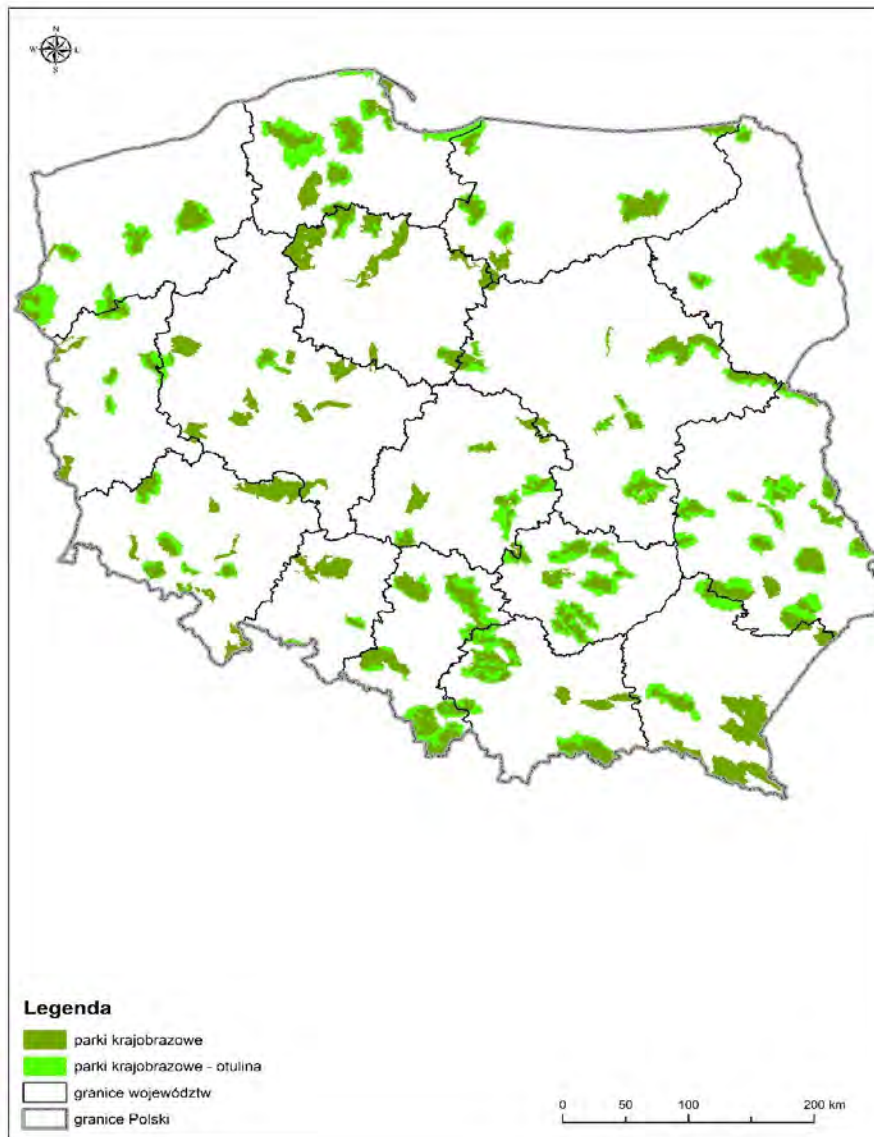 N
W E
S
Legenda
parki krajobrazowe
parki krajobrazowe - otulina
granice województw
granice Polski
0 50 100 200 km